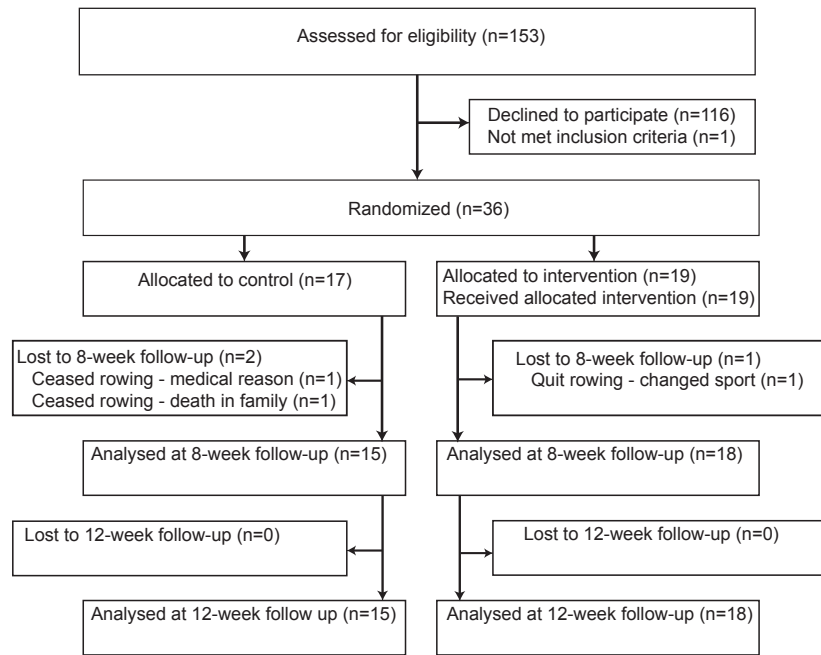 Assessed for eligibility (n=153)
Declined to participate (n=116)
Not met inclusion criteria (n=1)
Randomized (n=36)
Allocated to control (n=17)
Allocated to intervention (n=19)
Received allocated intervention (n=19)
Lost to 8-week follow-up (n=2)
Ceased rowing - medical reason (n=1)
Ceased rowing - death in family (n=1)
Lost to 8-week follow-up (n=1)
Quit rowing - changed sport (n=1)
Analysed at 8-week follow-up (n=15)
Analysed at 8-week follow-up (n=18)
Lost to 12-week follow-up (n=0)
Lost to 12-week follow-up (n=0)
Analysed at 12-week follow up (n=15)
Analysed at 12-week follow-up (n=18)